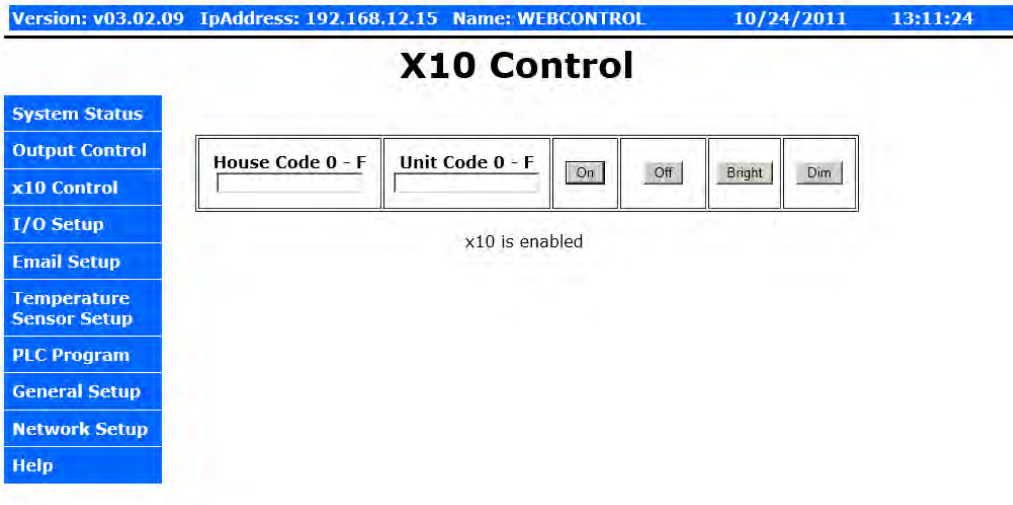 Version: v03.02.09 IpAddress: 192.168.12.15 Name: WEBCONTROL 10/24/2011 13:11:24
X10 Control
System Status
Output Control
x10 Control
I/O Setup
Email Setup
Temperature
Sensor Setup
PLC Program
General Setup
Network Setup
Help
House Code 0 - F Unit Code 0 - F On Off Bright Dim
x10 is enabled